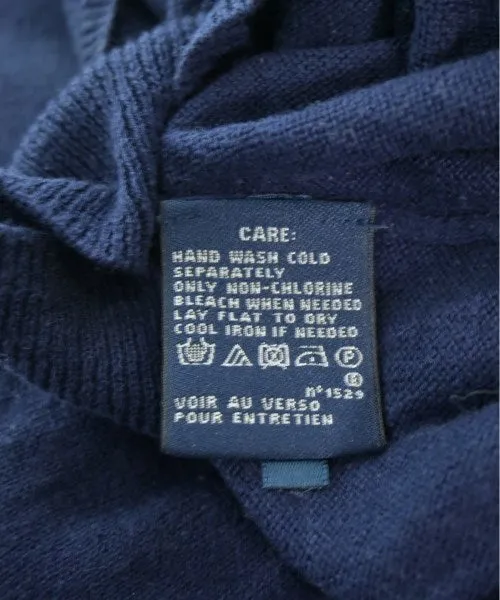 CARE:
HAND WASH COLD
SEPARATELY
ONLY NON-CHLORINE
BLEACH WHEN NEEDED
LAY FLAT TO DRY
COOL IRON IF NEEDED
P
nº1529
VOIR AU VERSO
POUR ENTRETIEN